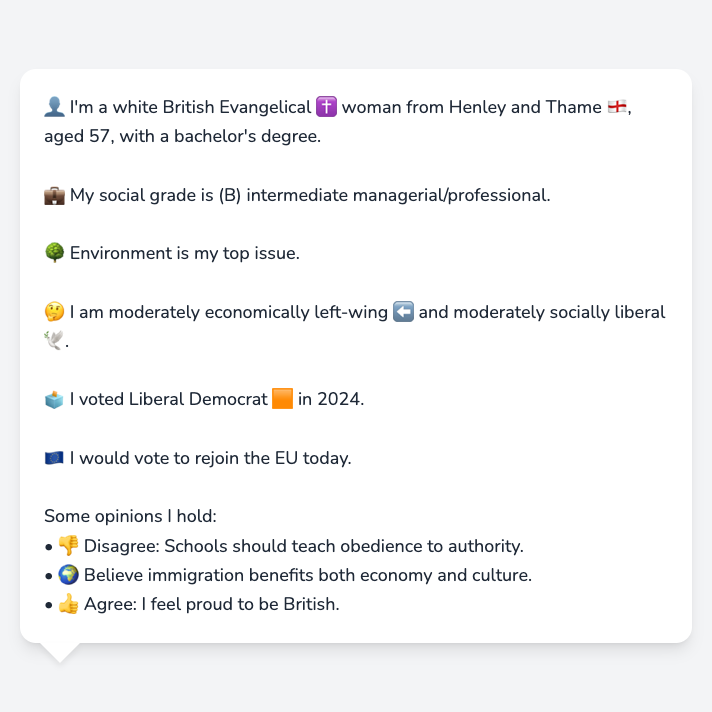 👤 I'm a white British Evangelical ✝️ woman from Henley and Thame 🏴󠁧󠁢󠁥󠁮󠁧󠁿,
aged 57, with a bachelor's degree.
💼 My social grade is (B) intermediate managerial/professional.
🌳 Environment is my top issue.
🤔 I am moderately economically left-wing ⬅️ and moderately socially liberal
🕊️.
🗳️ I voted Liberal Democrat 🟧 in 2024.
🇪🇺 I would vote to rejoin the EU today.
Some opinions I hold:
• 👎 Disagree: Schools should teach obedience to authority.
• 🌍 Believe immigration benefits both economy and culture.
• 👍 Agree: I feel proud to be British.